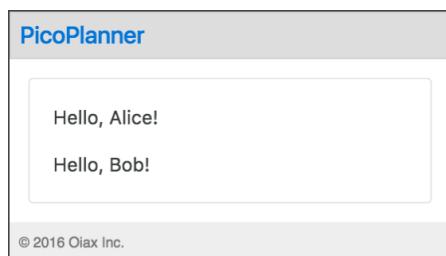 PicoPlanner
Hello, Alice!
Hello, Bob!
© 2016 Oiax Inc.